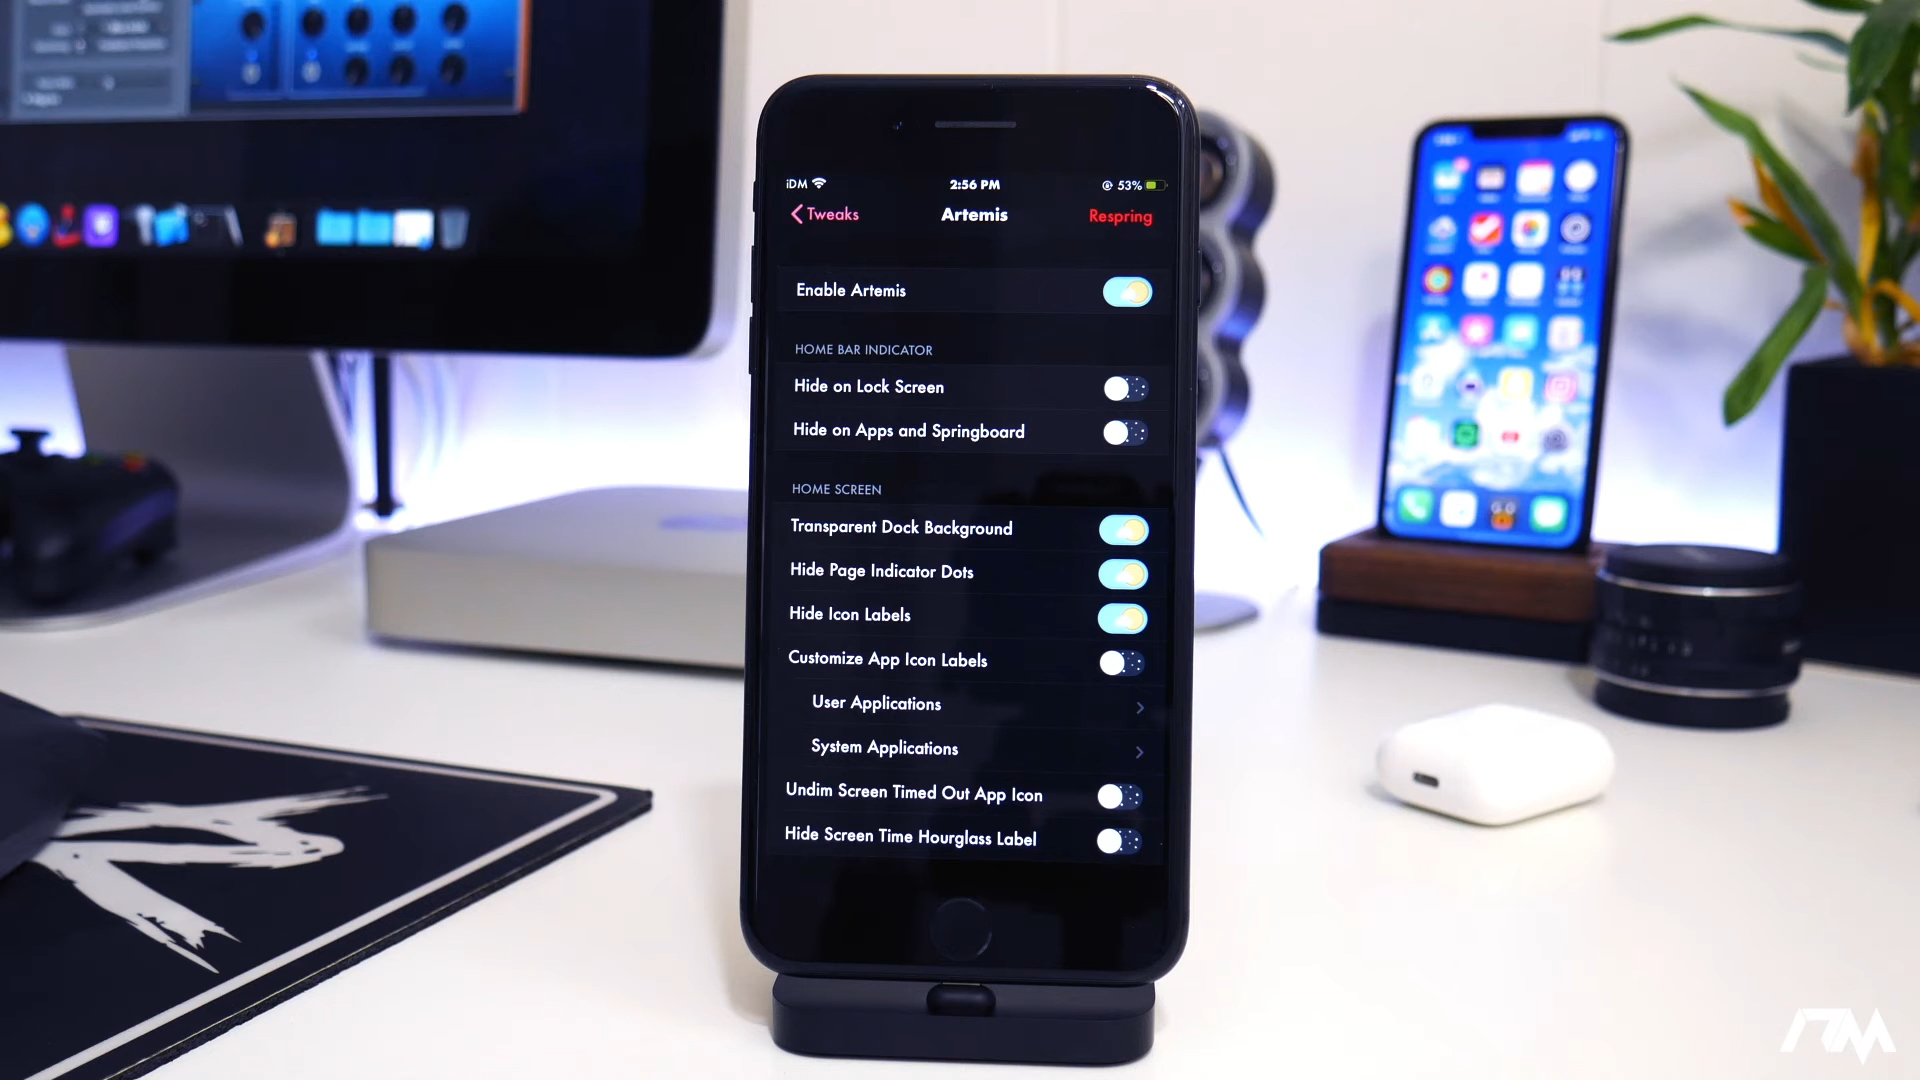 iDM
2:56 PM
53%
Tweaks
Artemis
Respring
Enable Artemis
HOME BAR INDICATOR
Hide on Lock Screen
Hide on Apps and Springboard
HOME SCREEN
Transparent Dock Background
Hide Page Indicator Dots
Hide Icon Labels
Customize App Icon Labels
User Applications
System Applications
Undim Screen Timed Out App Icon
Hide Screen Time Hourglass Label